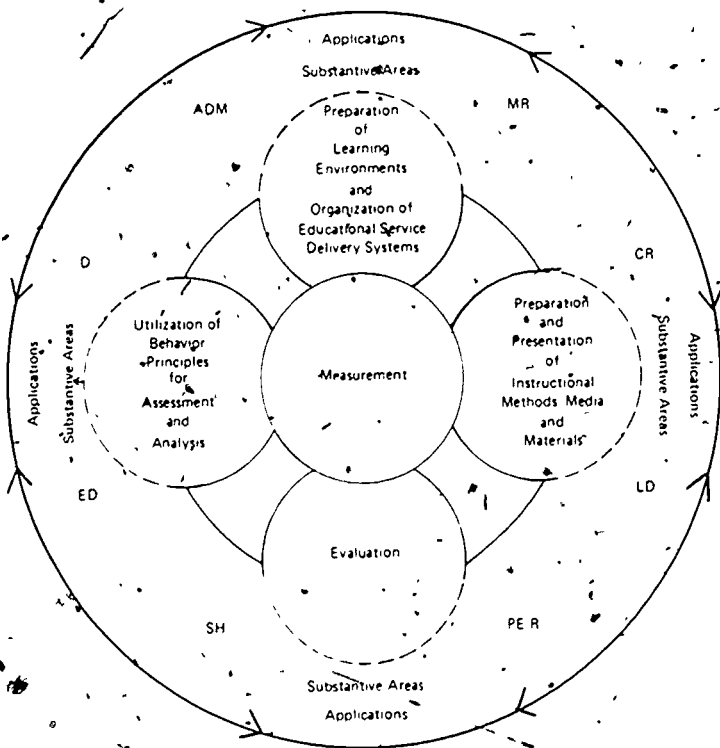 Applications
Substantive Areas
ADM
MR
Preparation
of
Learning
Environments
and
Organization of
Educational Service
Delivery Systems
D
CR
Applications
Substantive Areas
Utilization of
Behavior
Principles
for
Assessment
and
Analysis
Measurement
Preparation
and
Presentation
of
Instructional
Methods Media
and
Materials
Substantive Areas
Applications
ED
LD
Evaluation
SH
PE R
Substantive Areas
Applications